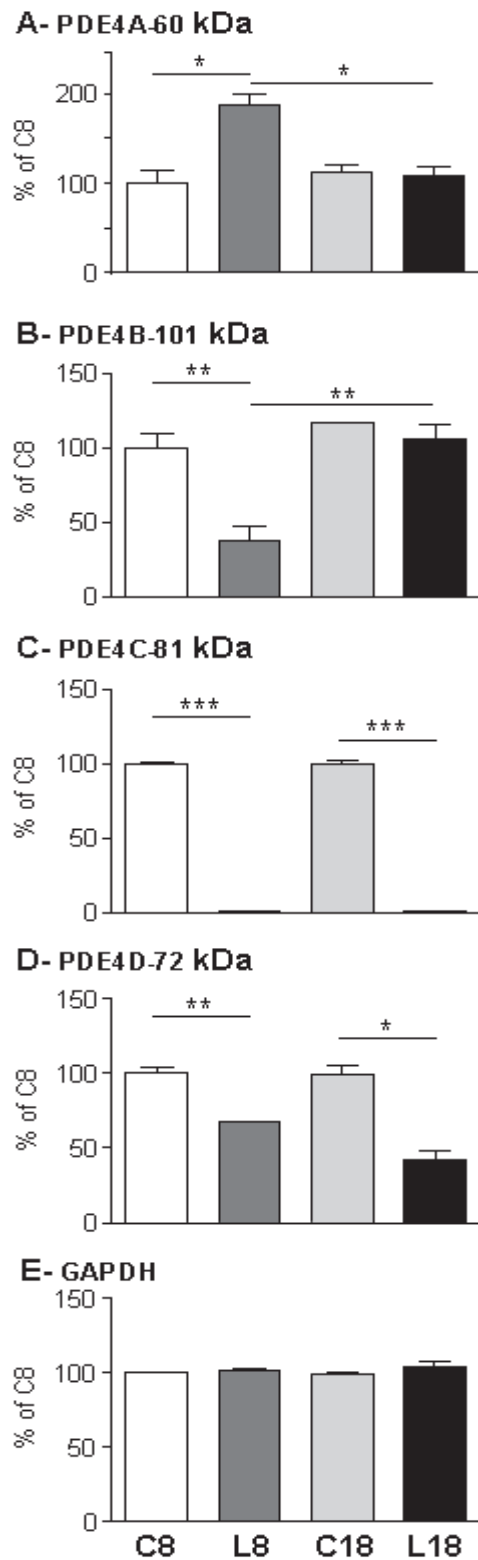 A- PDE4A-60 kDa
* *
% of C8
200
100
0
B- PDE4B-101 kDa
** **
% of C8
150
100
50
0
C- PDE4C-81 kDa
*** ***
% of C8
150
100
50
0
D- PDE4D-72 kDa
** *
% of C8
150
100
50
0
E- GAPDH
% of C8
150
100
50
0
C8 L8 C18 L18